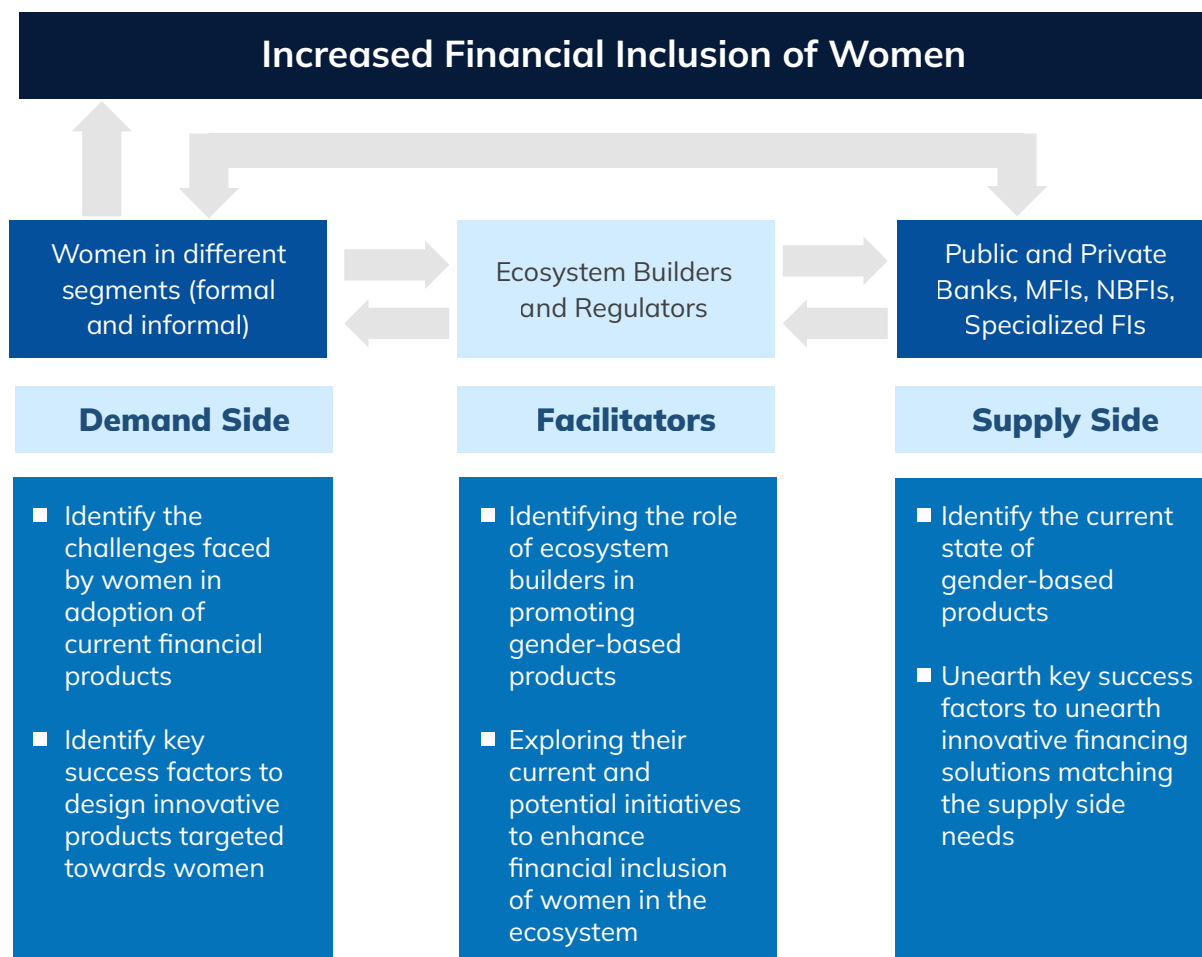 Increased Financial Inclusion of Women
Women in different
segments (formal
and informal)
Ecosystem Builders
and Regulators
Public and Private
Banks, MFIs, NBFIs,
Specialized FIs
Demand Side
Facilitators
Supply Side
Identify the
challenges faced
by women in
adoption of
current financial
products
Identify key
success factors to
design innovative
products targeted
towards women
Identifying the role
of ecosystem
builders in
promoting
gender-based
products
Exploring their
current and
potential initiatives
to enhance
financial inclusion
of women in the
ecosystem
Identify the current
state of
gender-based
products
Unearth key success
factors to unearth
innovative financing
solutions matching
the supply side
needs